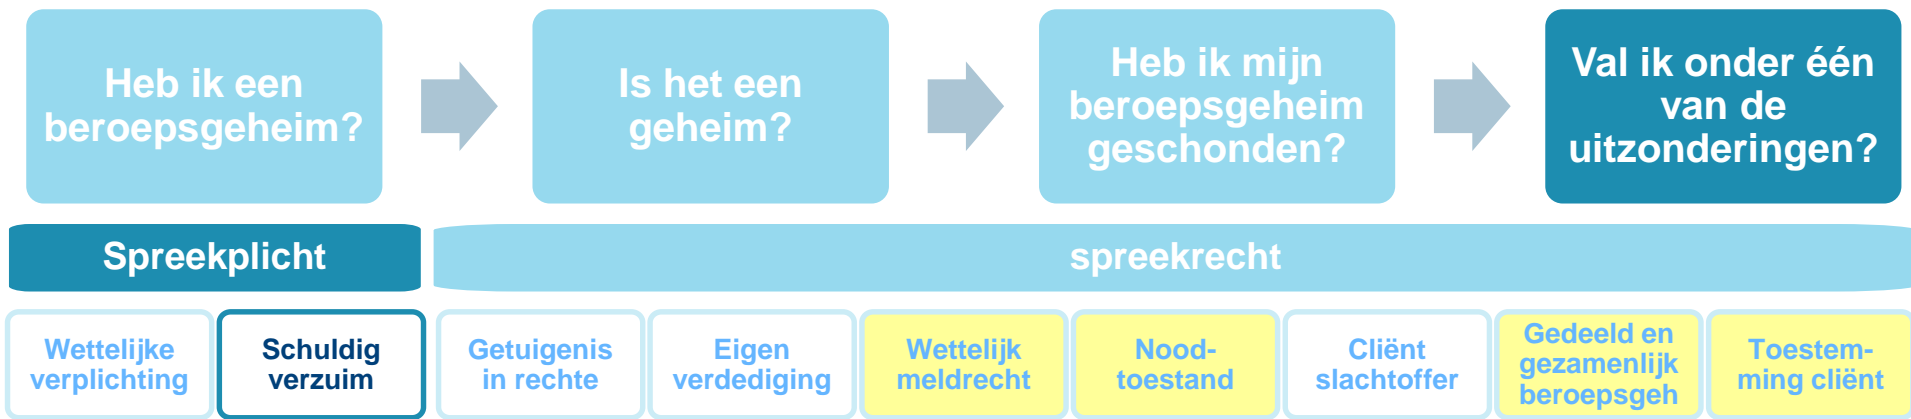 Heb ik een
beroepsgeheim?
Is het een
geheim?
Heb ik mijn
beroepsgeheim
geschonden?
Val ik onder één
van de
uitzonderingen?
Spreekplicht
spreekrecht
Wettelijke
verplichting
Schuldig
verzuim
Getuigenis
in rechte
Eigen
verdediging
Wettelijk
meldrecht
Nood-
toestand
Cliënt
slachtoffer
Gedeeld en
gezamenlijk
beroepsgeh
Toestem-
ming cliënt